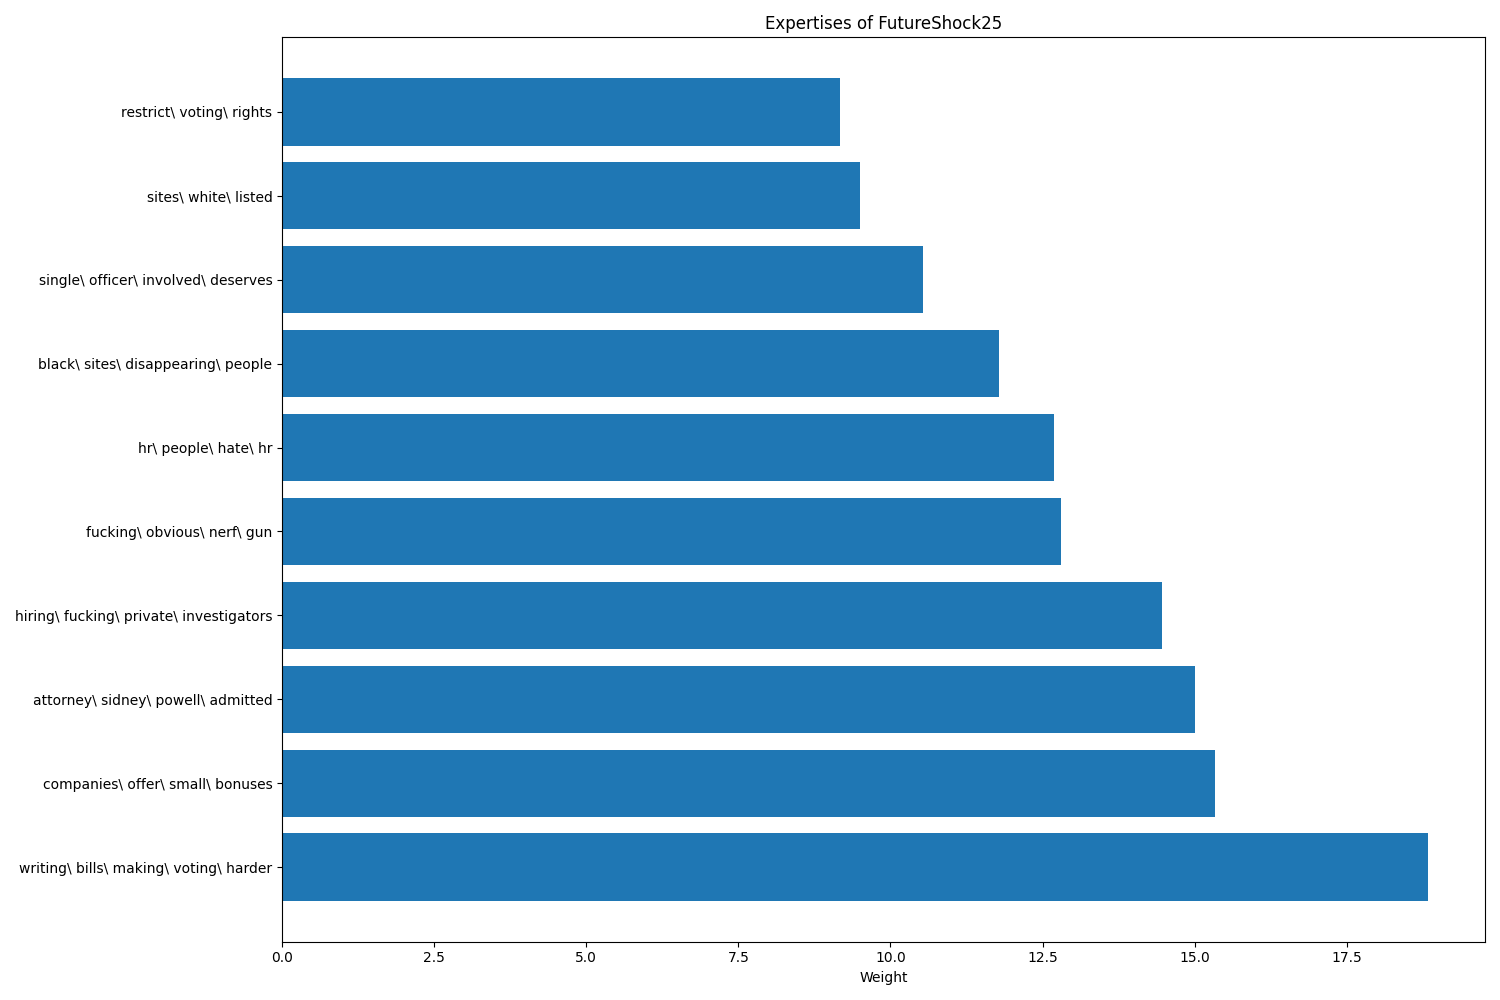 Expertises of FutureShock25
restrict\ voting\ rights
sites\ white\ listed
single\ officer\ involved\ deserves
black\ sites\ disappearing\ people
hr\ people\ hate\ hr
fucking\ obvious\ nerf\ gun
hiring\ fucking\ private\ investigators
attorney\ sidney\ powell\ admitted
companies\ offer\ small\ bonuses
writing\ bills\ making\ voting\ harder
0.0 2.5 5.0 7.5 10.0 12.5 15.0 17.5
Weight